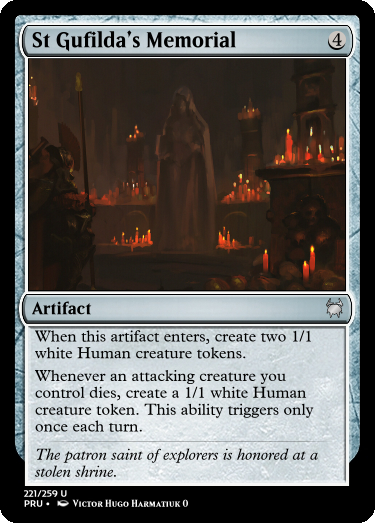 St Gufilda's Memorial
4
Artifact
When this artifact enters, create two 1/1
white Human creature tokens.
Whenever an attacking creature you
control dies, create a 1/1 white Human
creature token. This ability triggers only
once each turn.
The patron saint of explorers is honored at a
stolen shrine.
221/259 U
PRU • Victor Hugo Harmatiuk 0